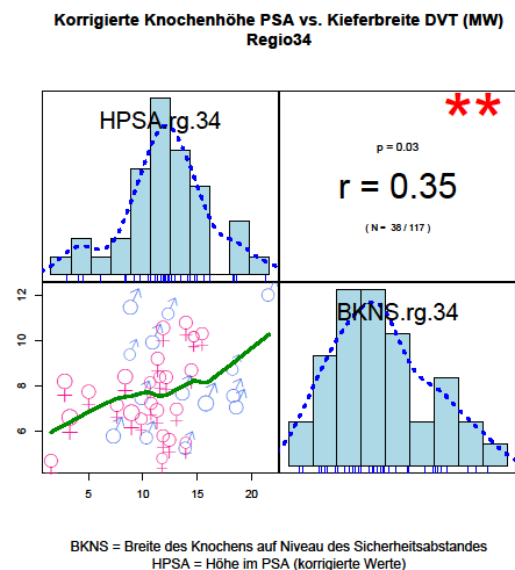 Korrigierte Knochenhöhe PSA vs. Kieferbreite DVT (MW)
Regio34
HPSA.rg.34
**
p = 0.03
r = 0.35
( N = 38 / 117 )
12
10
8
6
BKNS.rg.34
5 10 15 20
BKNS = Breite des Knochens auf Niveau des Sicherheitsabstandes
HPSA = Höhe im PSA (korrigierte Werte)